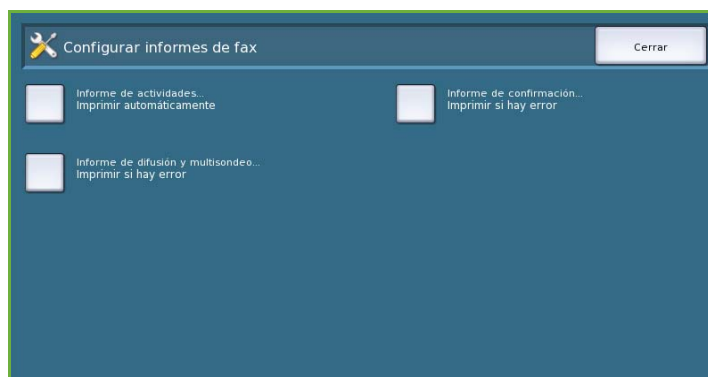 Configurar informes de fax
Cerrar
Informe de actividades...
Imprimir automáticamente
Informe de confirmación...
Imprimir si hay error
Informe de difusión y multisondeo...
Imprimir si hay error